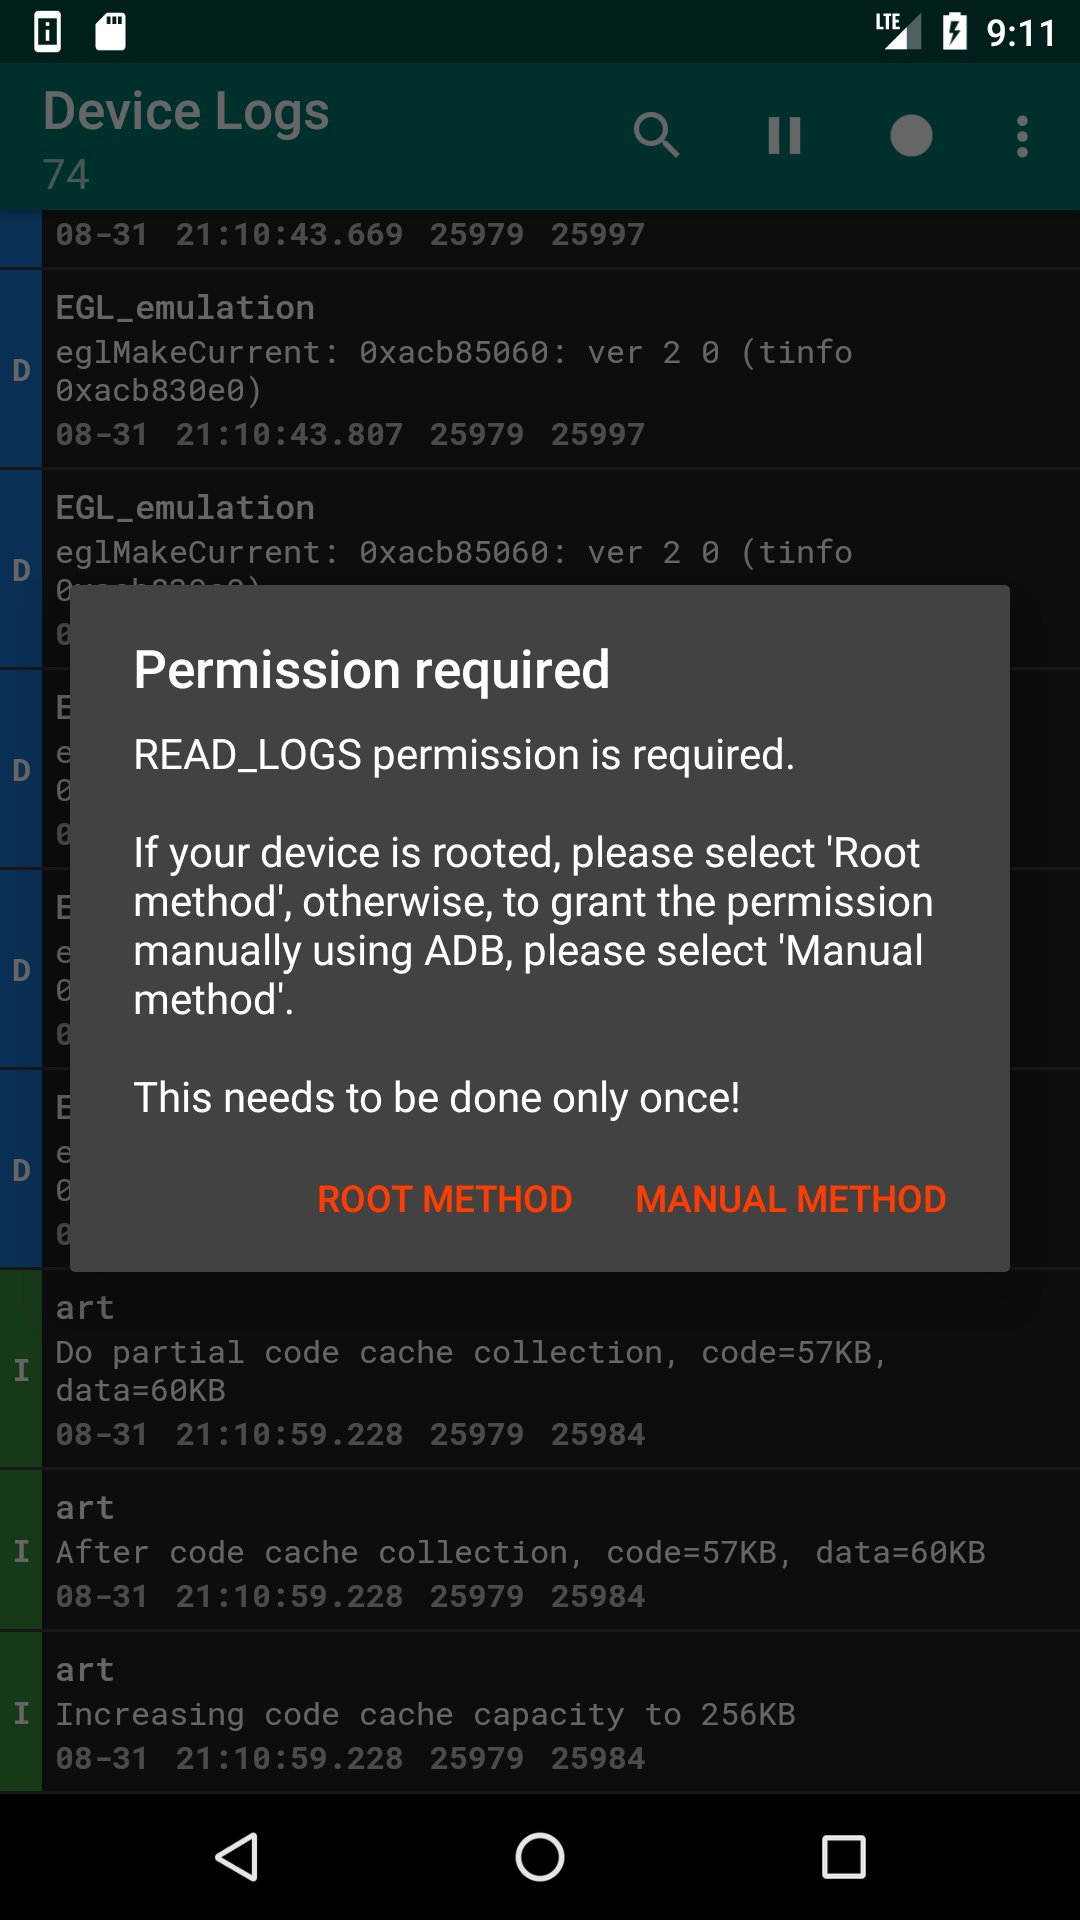 LTE 9:11
Device Logs
74
08-31 21:10:43.669 25979 25997
EGL_emulation
D
eglMakeCurrent: 0xacb85060: ver 2 0 (tinfo
0xacb830e0)
08-31 21:10:43.807 25979 25997
EGL_emulation
D
eglMakeCurrent: 0xacb85060: ver 2 0 (tinfo
Permission required
READ_LOGS permission is required.
If your device is rooted, please select 'Root
method', otherwise, to grant the permission
manually using ADB, please select 'Manual
method'.
This needs to be done only once!
ROOT METHOD MANUAL METHOD
D
D
D
art
I
Do partial code cache collection, code=57KB,
data=60KB
08-31 21:10:59.228 25979 25984
art
I
After code cache collection, code=57KB, data=60KB
08-31 21:10:59.228 25979 25984
art
I
Increasing code cache capacity to 256KB
08-31 21:10:59.228 25979 25984